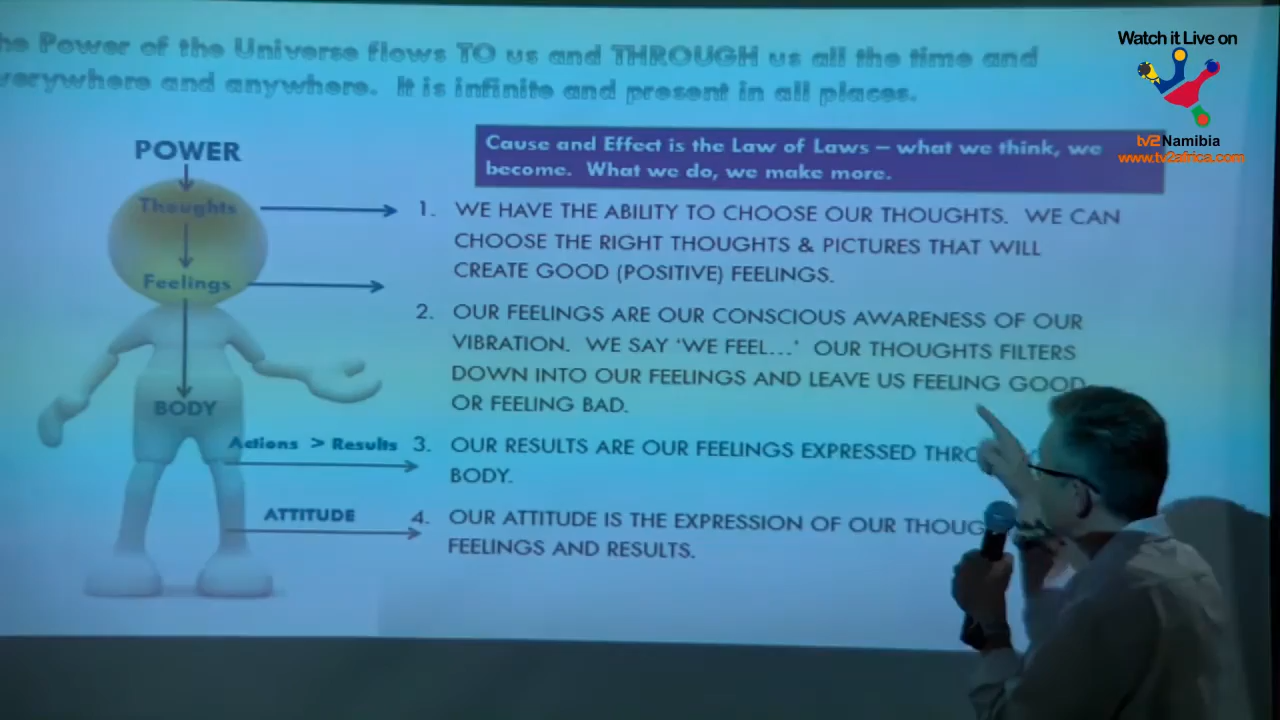 he Power of the Universe flows TO us and THROUGH us all the time and
verywhere and anywhere. It is infinite and present in all places.
Watch it Live on
tv2Namibia
www.tv2africa.com
POWER
Thoughts
Feelings
BODY
Actions > Results
ATTITUDE
Cause and Effect is the Law of Laws – what we think, we
become. What we do, we make more.
1. WE HAVE THE ABILITY TO CHOOSE OUR THOUGHTS. WE CAN
CHOOSE THE RIGHT THOUGHTS & PICTURES THAT WILL
CREATE GOOD (POSITIVE) FEELINGS.
2. OUR FEELINGS ARE OUR CONSCIOUS AWARENESS OF OUR
VIBRATION. WE SAY ‘WE FEEL...’ OUR THOUGHTS FILTERS
DOWN INTO OUR FEELINGS AND LEAVE US FEELING GOOD
OR FEELING BAD.
3. OUR RESULTS ARE OUR FEELINGS EXPRESSED THRO
BODY.
4. OUR ATTITUDE IS THE EXPRESSION OF OUR THOUG
FEELINGS AND RESULTS.